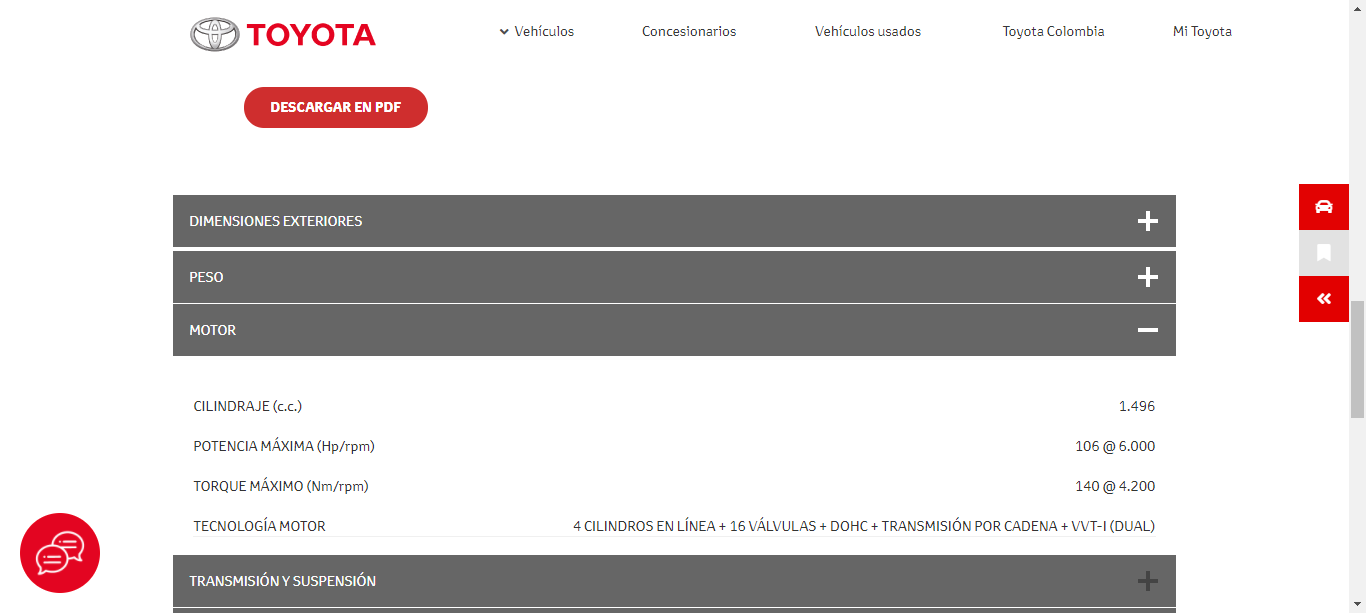 TOYOTA
Vehículos
Concesionarios
Vehículos usados
Toyota Colombia
Mi Toyota
DESCARGAR EN PDF
DIMENSIONES EXTERIORES
PESO
MOTOR
CILINDRAJE (c.c.) 1.496
POTENCIA MÁXIMA (Hp/rpm) 106 @ 6.000
TORQUE MÁXIMO (Nm/rpm) 140 @ 4.200
TECNOLOGÍA MOTOR 4 CILINDROS EN LÍNEA + 16 VÁLVULAS + DOHC + TRANSMISIÓN POR CADENA + VVT-I (DUAL)
TRANSMISIÓN Y SUSPENSIÓN